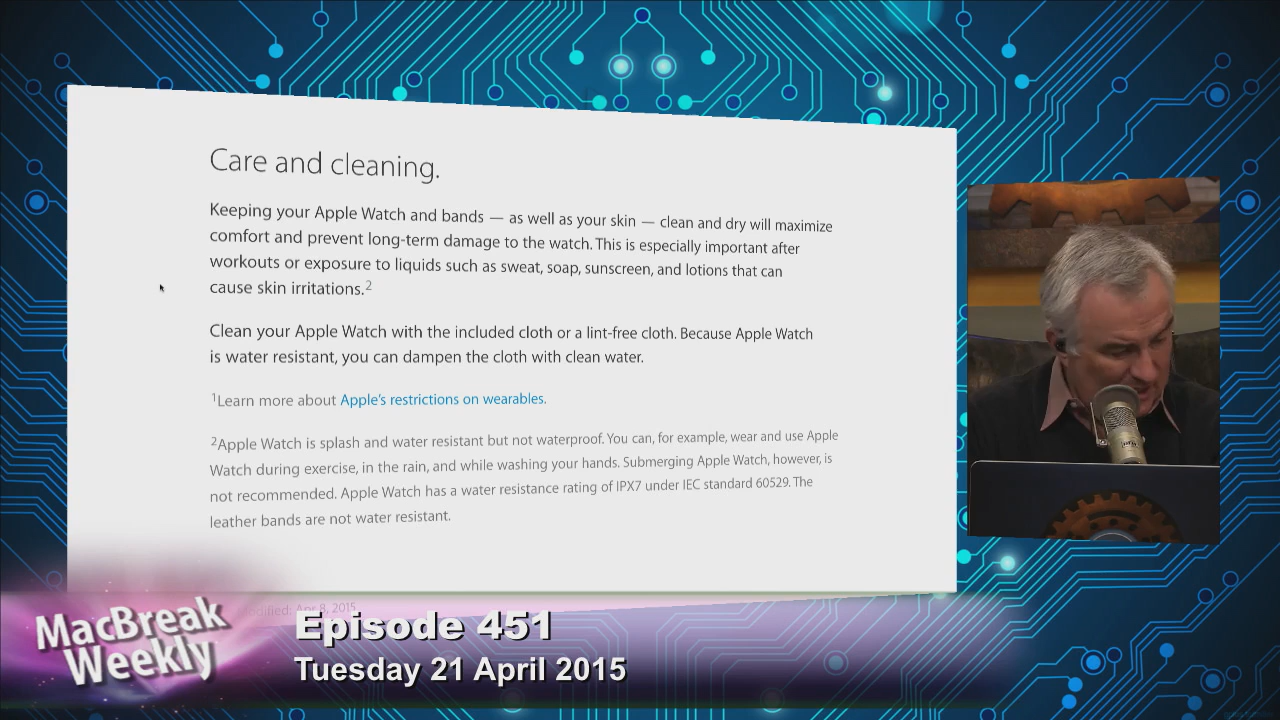 Care and cleaning.
Keeping your Apple Watch and bands — as well as your skin — clean and dry will maximize
comfort and prevent long-term damage to the watch. This is especially important after
workouts or exposure to liquids such as sweat, soap, sunscreen, and lotions that can
cause skin irritations.2
Clean your Apple Watch with the included cloth or a lint-free cloth. Because Apple Watch
is water resistant, you can dampen the cloth with clean water.
1Learn more about Apple's restrictions on wearables.
2Apple Watch is splash and water resistant but not waterproof. You can, for example, wear and use Apple
Watch during exercise, in the rain, and while washing your hands. Submerging Apple Watch, however, is
not recommended. Apple Watch has a water resistance rating of IPX7 under IEC standard 60529. The
leather bands are not water resistant.
Modified: Apr 8, 2015
MacBreak
Weekly
Episode 451
Tuesday 21 April 2015